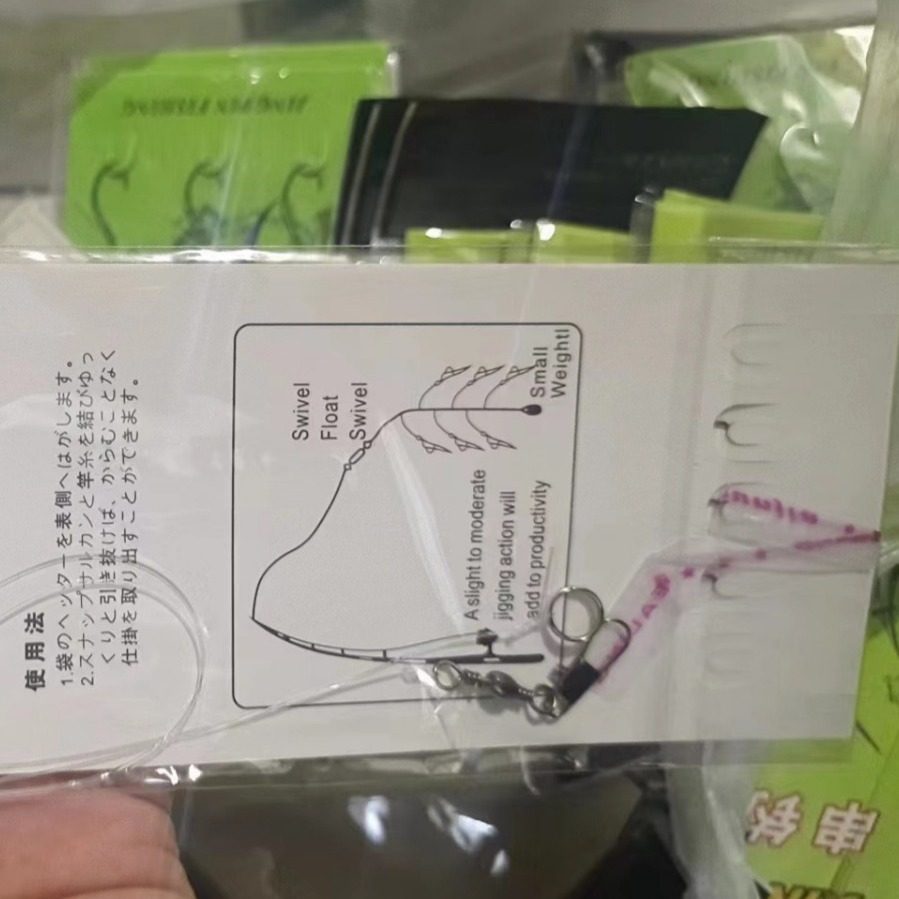 使用法
1.袋のヘッターを表側へはがします。
2.スナップサルカンと竿糸を結びゆっ
くりと引き抜けば、からむことなく
仕掛を取り出すことができます。
Swivel
Float
Swivel
Small
Weight!
A slight to moderate
jigging action will
add to productivity